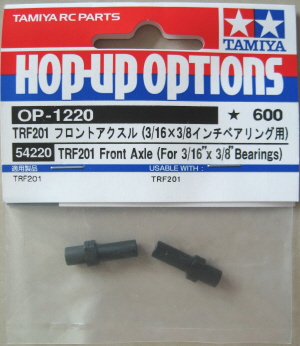 TAMIYA RC PARTS
TAMIYA
HOP-UP OPTIONS
OP-1220 ★ 600
TRF201 フロントアクスル (3/16×3/8インチベアリング用)
54220 TRF201 Front Axle (For 3/16"x 3/8"Bearings)
適用製品 USABLE WITH:
TRF201 TRF201